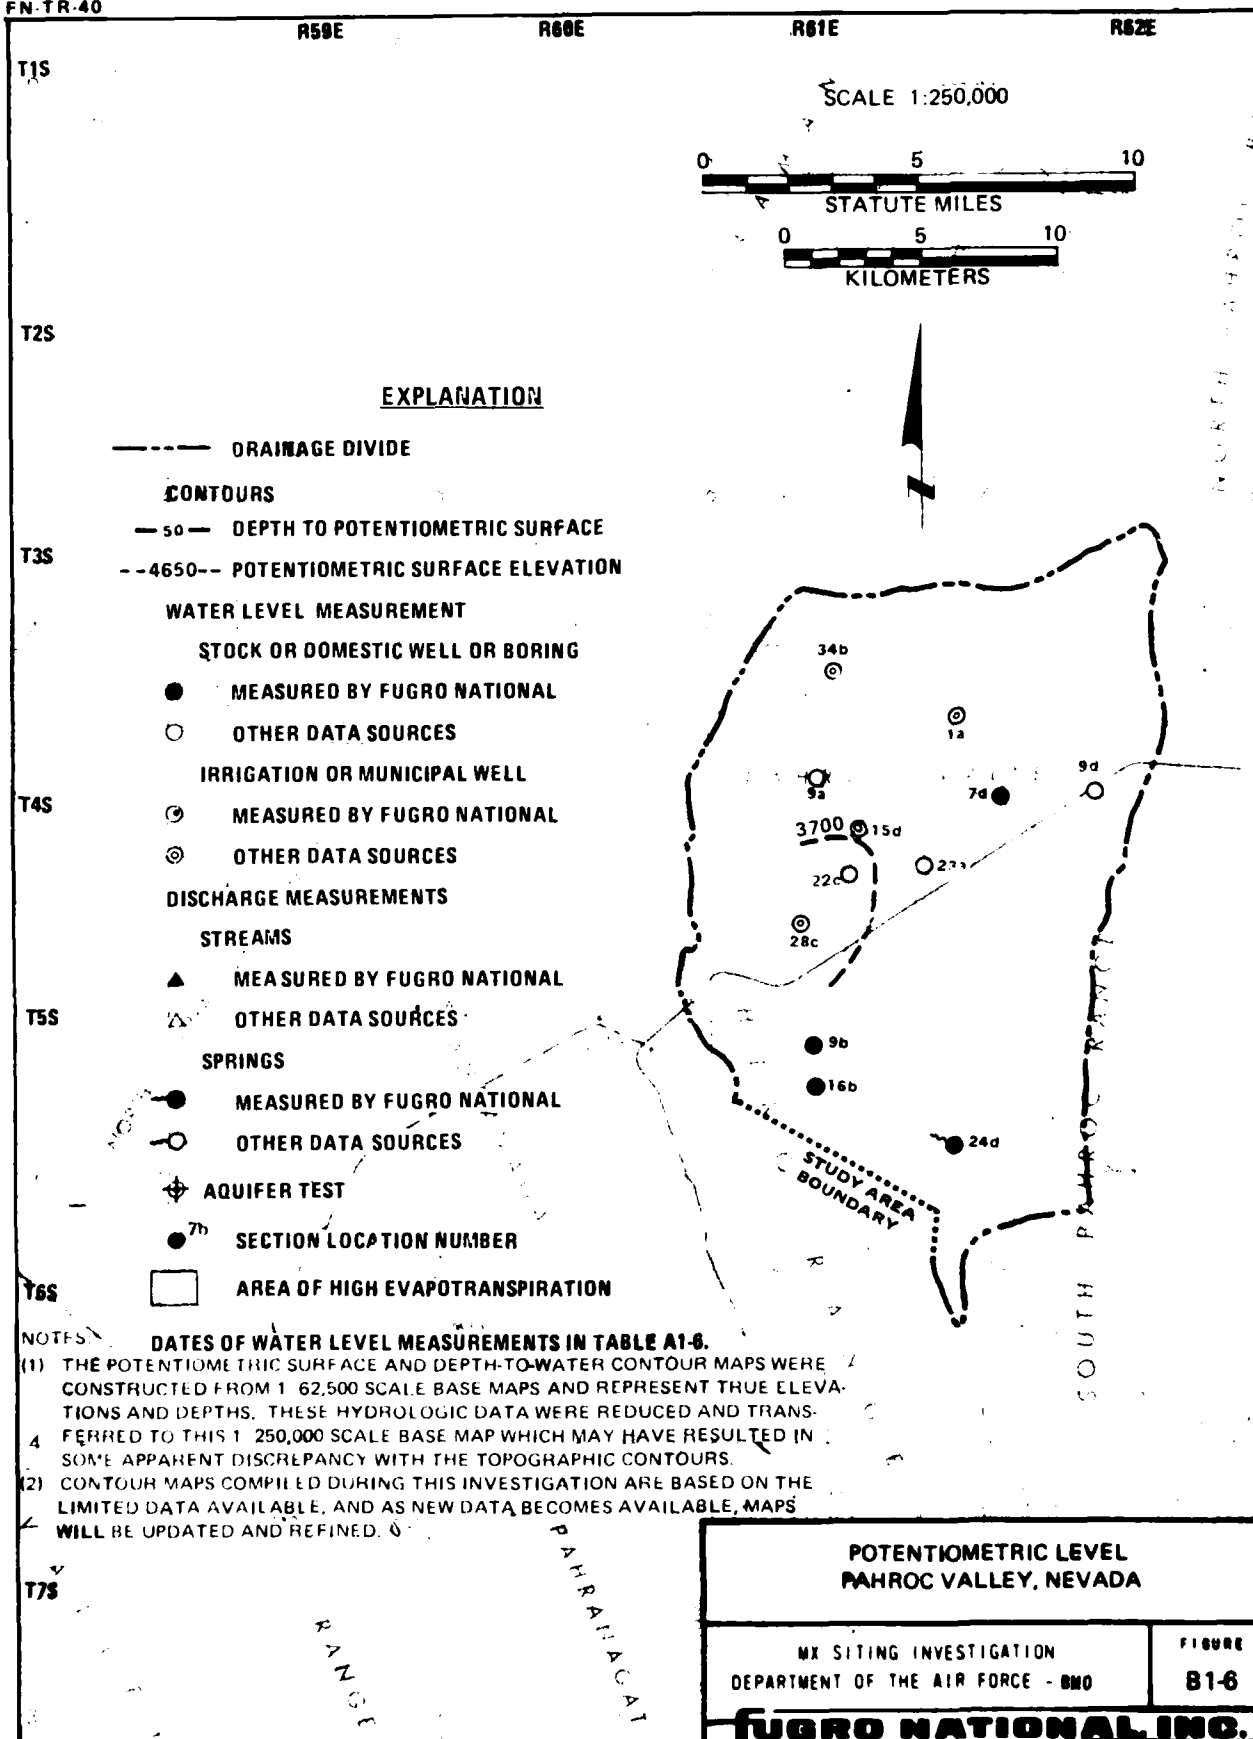 FN-TR-40
R59E R60E R61E R62E
T1S
SCALE 1:250,000
0 5 10
STATUTE MILES
0 5 10
KILOMETERS
T2S
EXPLANATION
DRAINAGE DIVIDE
CONTOURS
50 DEPTH TO POTENTIOMETRIC SURFACE
T3S
--4650-- POTENTIOMETRIC SURFACE ELEVATION
WATER LEVEL MEASUREMENT
STOCK OR DOMESTIC WELL OR BORING
MEASURED BY FUGRO NATIONAL
OTHER DATA SOURCES
IRRIGATION OR MUNICIPAL WELL
T4S
MEASURED BY FUGRO NATIONAL
OTHER DATA SOURCES
DISCHARGE MEASUREMENTS
STREAMS
MEASURED BY FUGRO NATIONAL
T5S
OTHER DATA SOURCES
SPRINGS
MEASURED BY FUGRO NATIONAL
OTHER DATA SOURCES
AQUIFER TEST
7b SECTION LOCATION NUMBER
T6S
AREA OF HIGH EVAPOTRANSPIRATION
34b
1a
9a
7d
9d
3700
15d
22c
28c
9b
16b
24d
STUDY AREA
BOUNDARY
SOUTH PAHROC RANGE
NOTES:
DATES OF WATER LEVEL MEASUREMENTS IN TABLE A1-6.
(1) THE POTENTIOMETRIC SURFACE AND DEPTH-TO-WATER CONTOUR MAPS WERE
CONSTRUCTED FROM 1 62,500 SCALE BASE MAPS AND REPRESENT TRUE ELEVA-
TIONS AND DEPTHS. THESE HYDROLOGIC DATA WERE REDUCED AND TRANS-
FERRED TO THIS 1 250,000 SCALE BASE MAP WHICH MAY HAVE RESULTED IN
SOME APPARENT DISCREPANCY WITH THE TOPOGRAPHIC CONTOURS.
(2) CONTOUR MAPS COMPILED DURING THIS INVESTIGATION ARE BASED ON THE
LIMITED DATA AVAILABLE, AND AS NEW DATA BECOMES AVAILABLE, MAPS
WILL BE UPDATED AND REFINED.
T7S
RANGE
PAHRANAGAT
POTENTIOMETRIC LEVEL
PAHROC VALLEY, NEVADA
MX SITING INVESTIGATION
DEPARTMENT OF THE AIR FORCE - BMO
FIGURE
B1-6
FUGRO NATIONAL, INC.